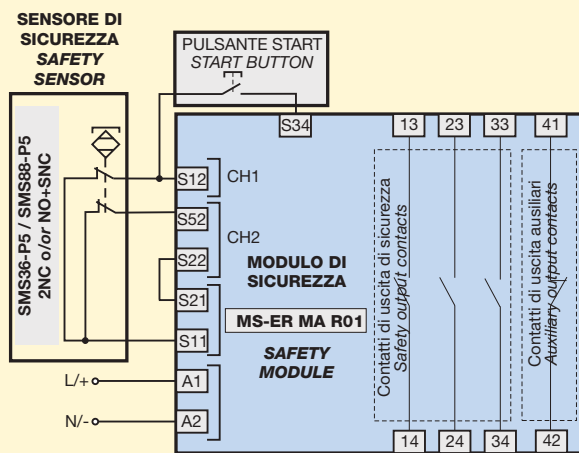 SENSORE DI
SICUREZZA
SAFETY
SENSOR
PULSANTE START
START BUTTON
SMS36-P5 / SMS88-P5
2NC o/or NO+SNC
S34
13
23
33
41
S12
CH1
S52
CH2
S22
S21
S11
MODULO DI
SICUREZZA
MS-ER MA R01
SAFETY
MODULE
Contatti di uscita di sicurezza
Safety output contacts
Contatti di uscita ausiliari
Auxiliary output contacts
L/+
A1
N/-
A2
14
24
34
42